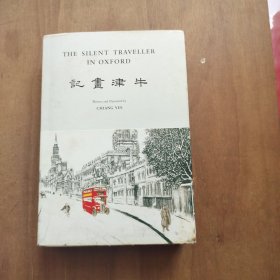 THE SILENT TRAVELLER
IN OXFORD
記畫津牛
Written and Illustrated by
CHIANG YEE